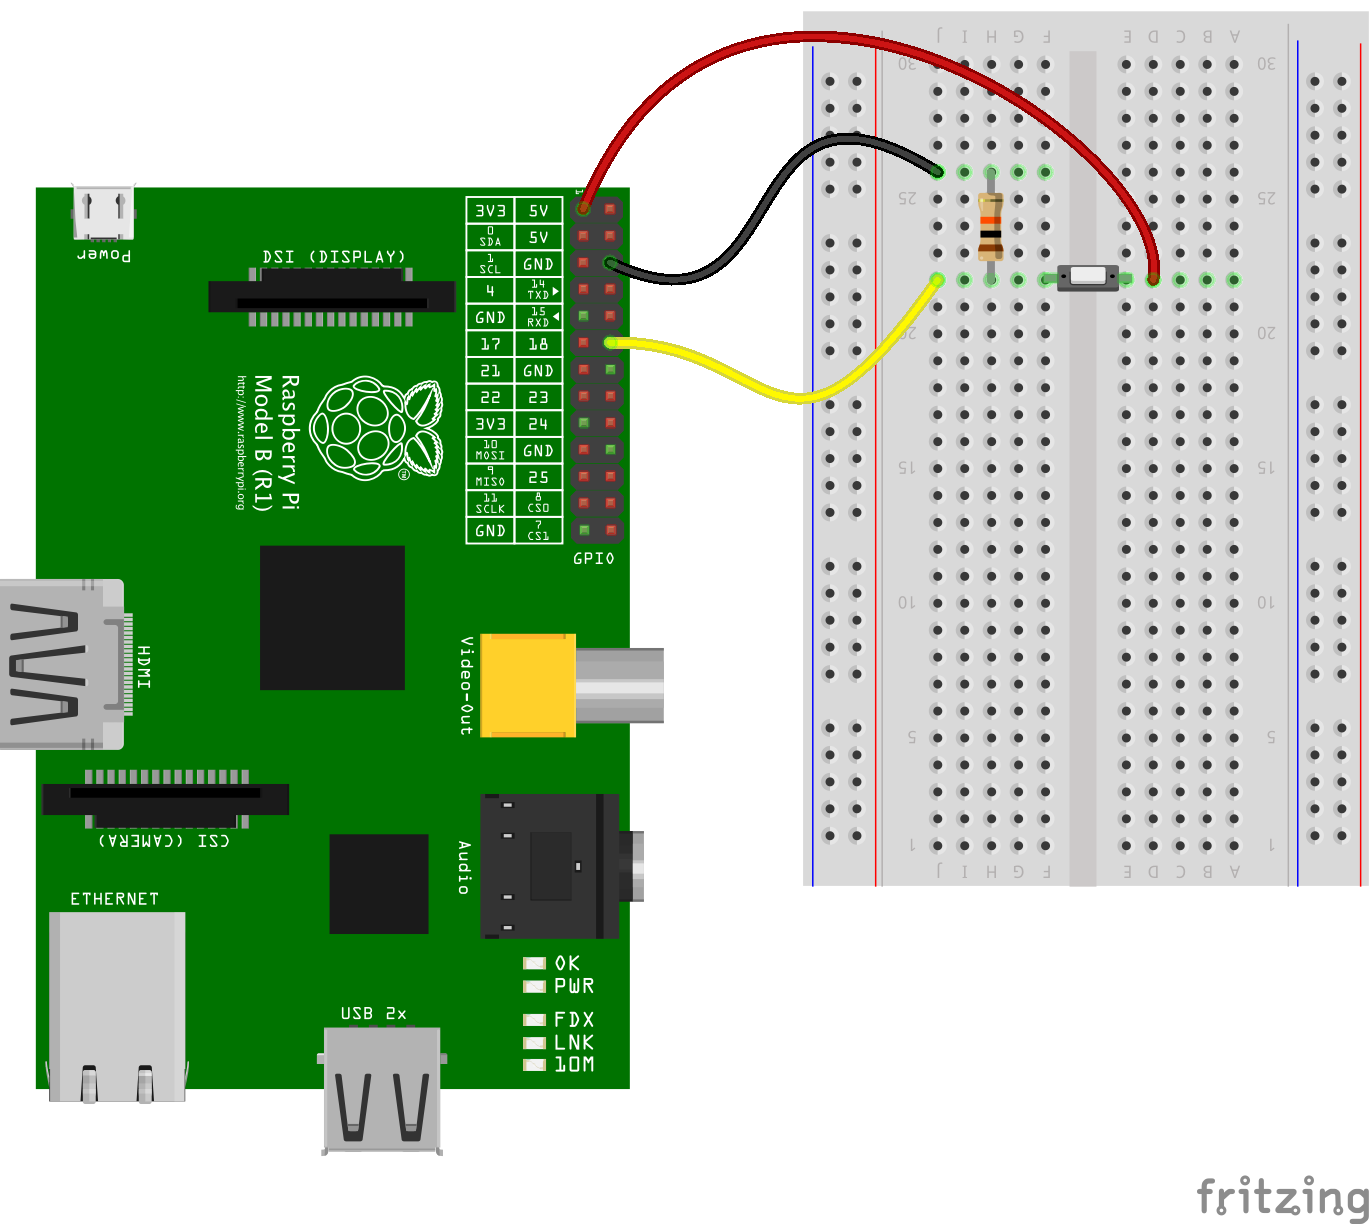 1
3V3 5V
0 SDA 5V
1 SCL GND
4 14 TXD
GND 15 RXD
17 18
21 GND
22 23
3V3 24
10 MOSI GND
9 MISO 25
11 SCLK 8 CS0
GND 7 CS1
GPIO
Power
DSI (DISPLAY)
Raspberry Pi
Model B (R1)
http://www.raspberrypi.org
TM
HDMI
Video-Out
CSI (CAMERA)
Audio
ETHERNET
OK
PWR
FDX
LNK
10M
USB 2x
J I H G F E D C B A
30 30
25 25
20 20
15 15
10 10
5 5
1 1
J I H G F E D C B A
fritzing